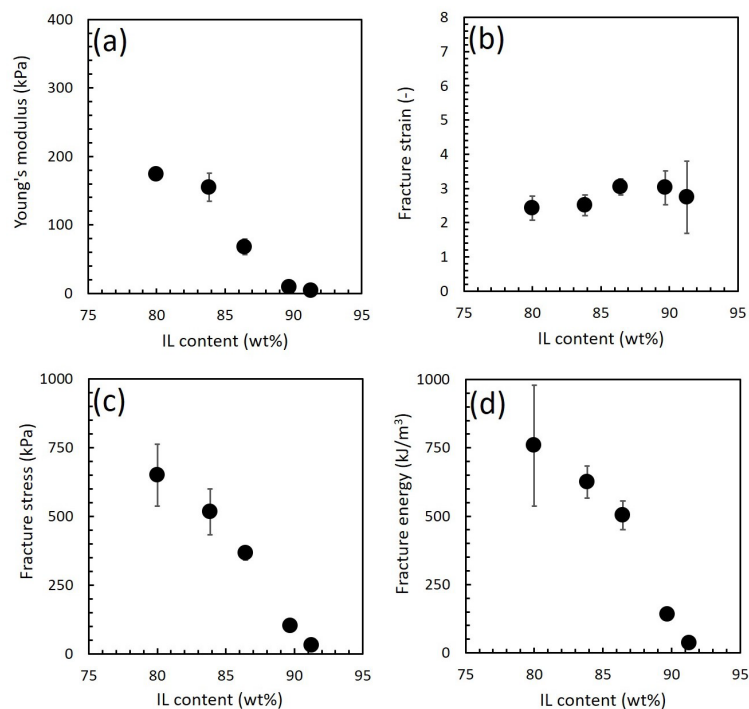 (a)
Young's modulus (kPa)
400
300
200
100
0
75 80 85 90 95
IL content (wt%)
(b)
Fracture strain (-)
8
7
6
5
4
3
2
1
0
75 80 85 90 95
IL content (wt%)
(c)
Fracture stress (kPa)
1000
750
500
250
0
75 80 85 90 95
IL content (wt%)
(d)
Fracture energy (kJ/m³)
1000
750
500
250
0
75 80 85 90 95
IL content (wt%)